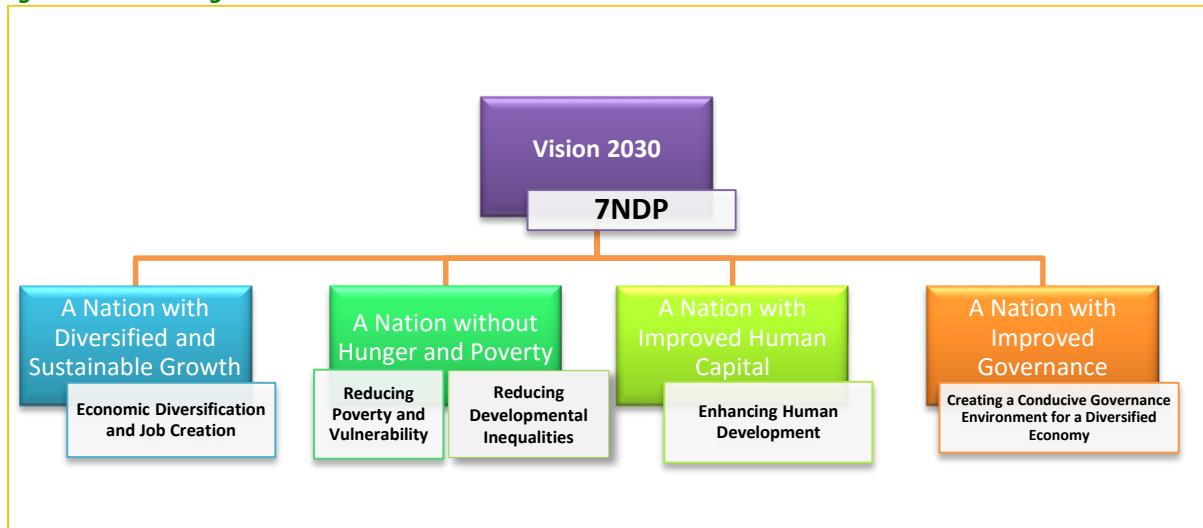 Vision 2030
7NDP
A Nation with
Diversified and
Sustainable Growth
Economic Diversification
and Job Creation
A Nation without
Hunger and Poverty
Reducing
Poverty and
Vulnerability
Reducing
Developmental
Inequalities
A Nation with
Improved Human
Capital
Enhancing Human
Development
A Nation with
Improved
Governance
Creating a Conducive Governance
Environment for a Diversified
Economy